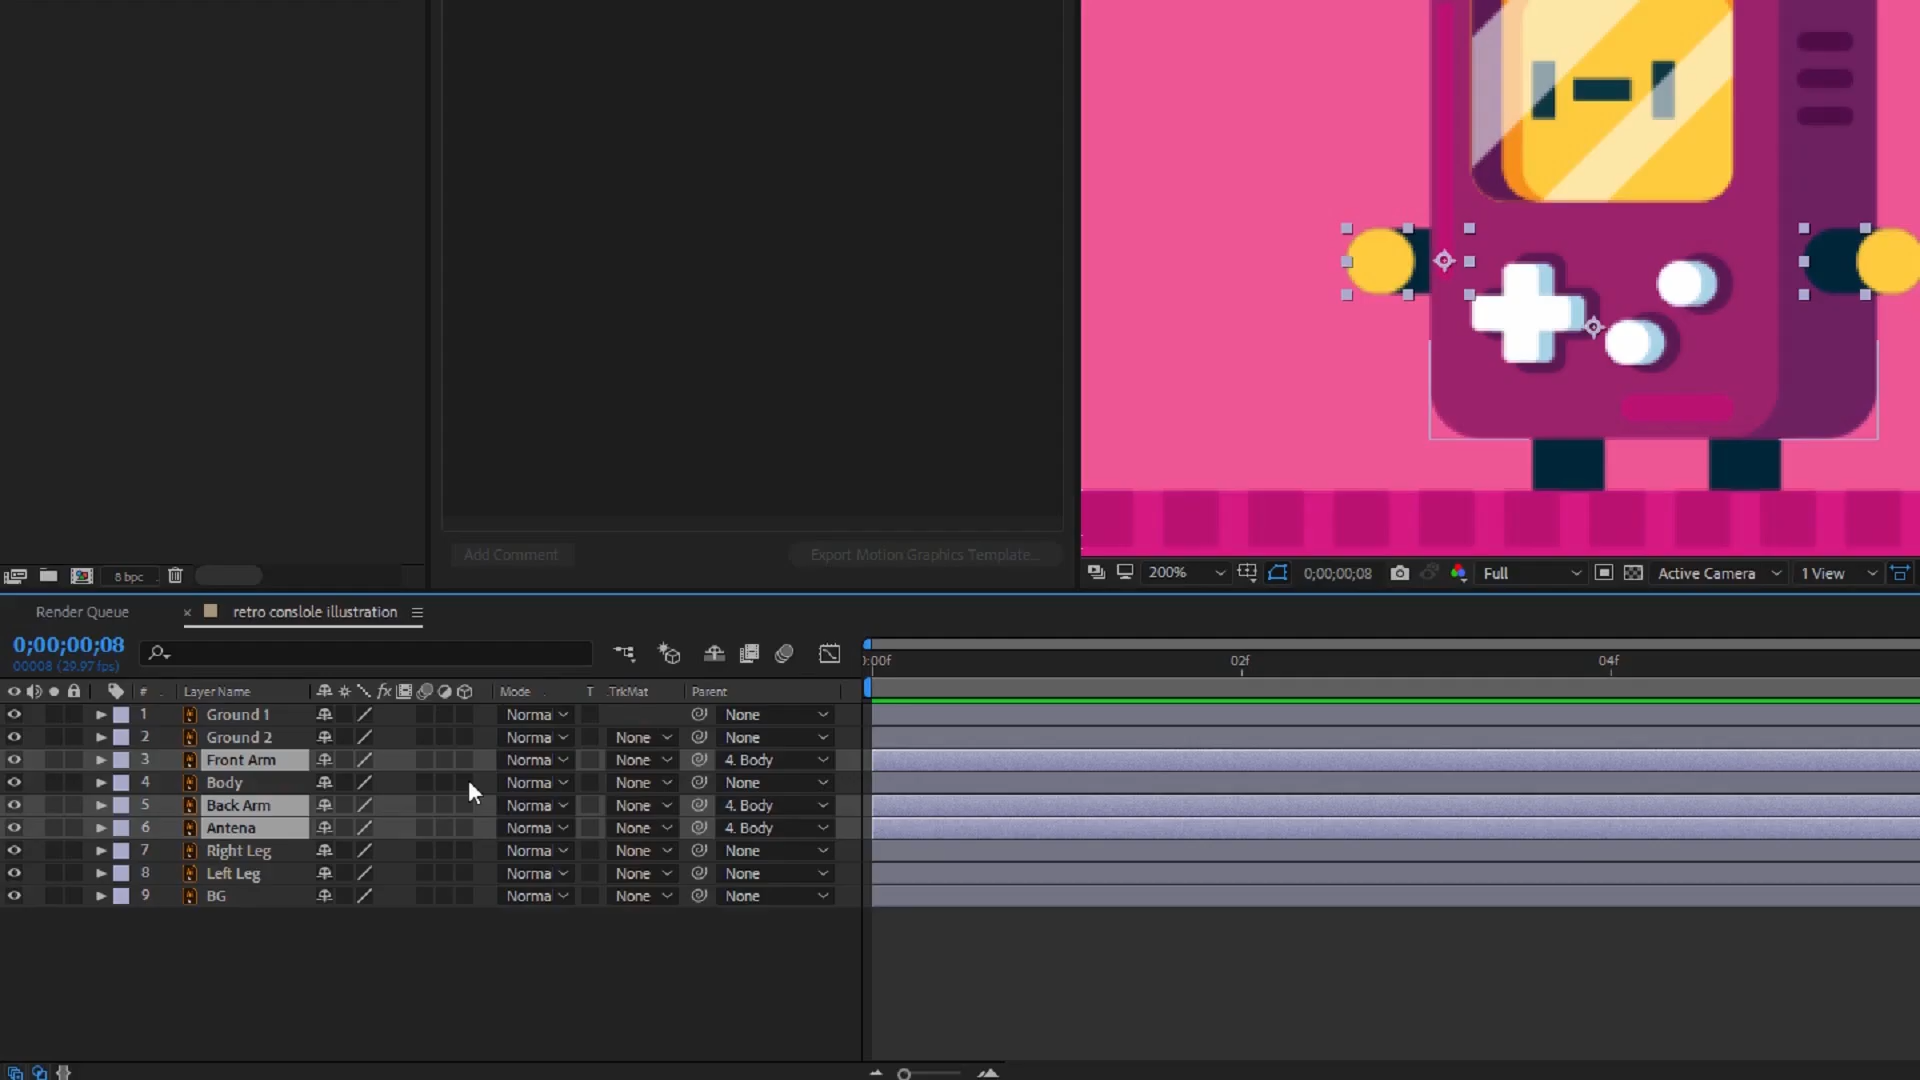 Add Comment
Export Motion Graphics Template...
8 bpc
200%
0;00;00;08
Full
Active Camera
1 View
Render Queue
× retro conslole illustration
0;00;00;08
00008 (29.97 fps)
:00f
02f
04f
#
Layer Name
fx
Mode
T
.TrkMat
Parent
1 Ground 1 Norma None
2 Ground 2 Norma None None
3 Front Arm Norma None 4. Body
4 Body Norma None None
5 Back Arm Norma None 4. Body
6 Antena Norma None 4. Body
7 Right Leg Norma None None
8 Left Leg Norma None None
9 BG Norma None None